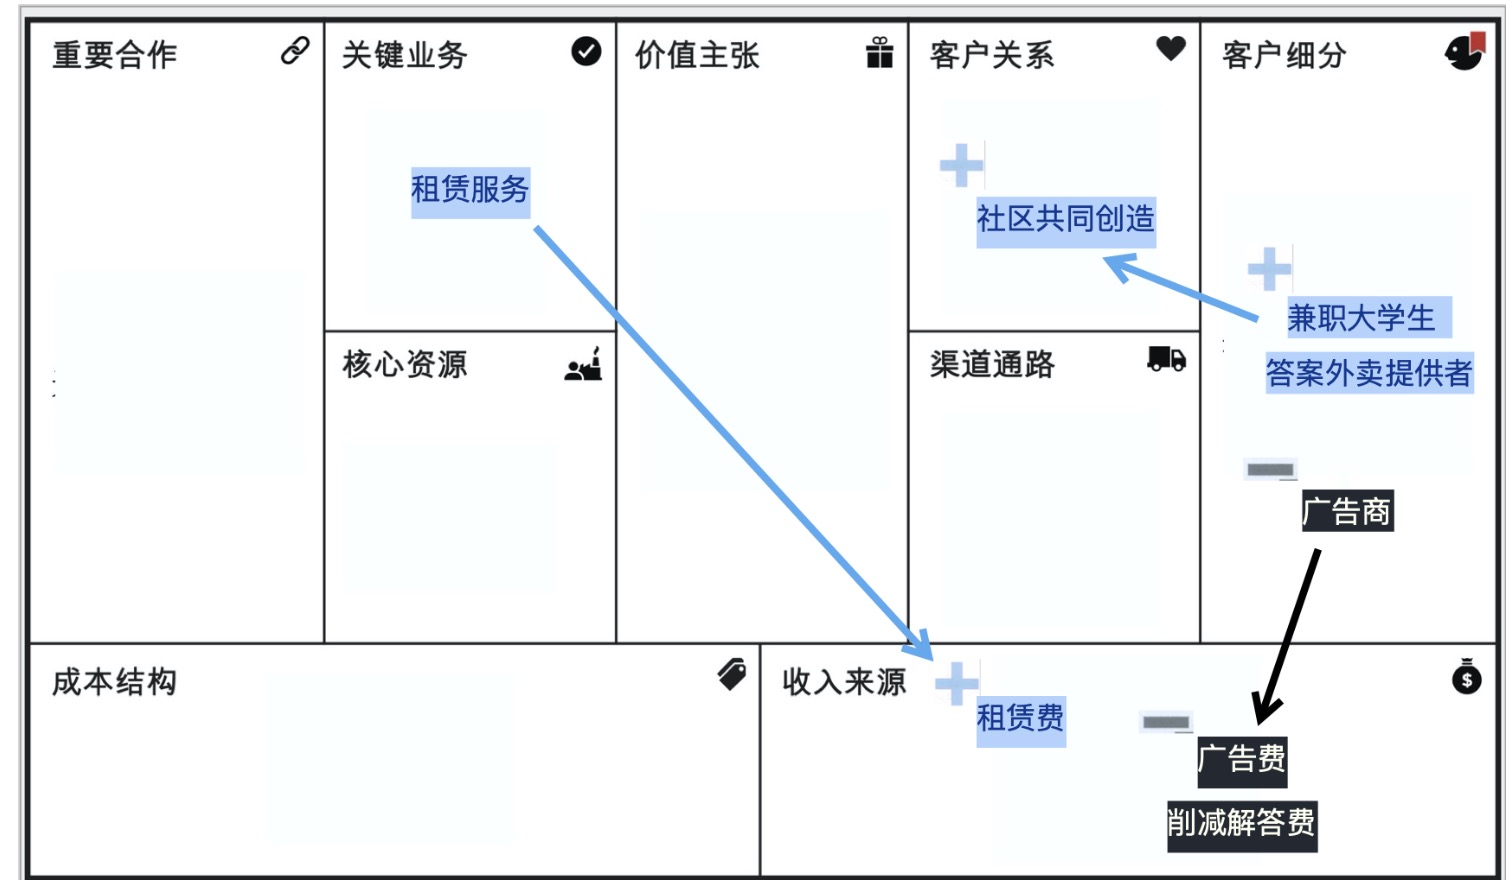 重要合作
关键业务
租赁服务
核心资源
价值主张
客户关系
社区共同创造
渠道通路
客户细分
兼职大学生
答案外卖提供者
广告商
成本结构
收入来源
租赁费
广告费
削减解答费